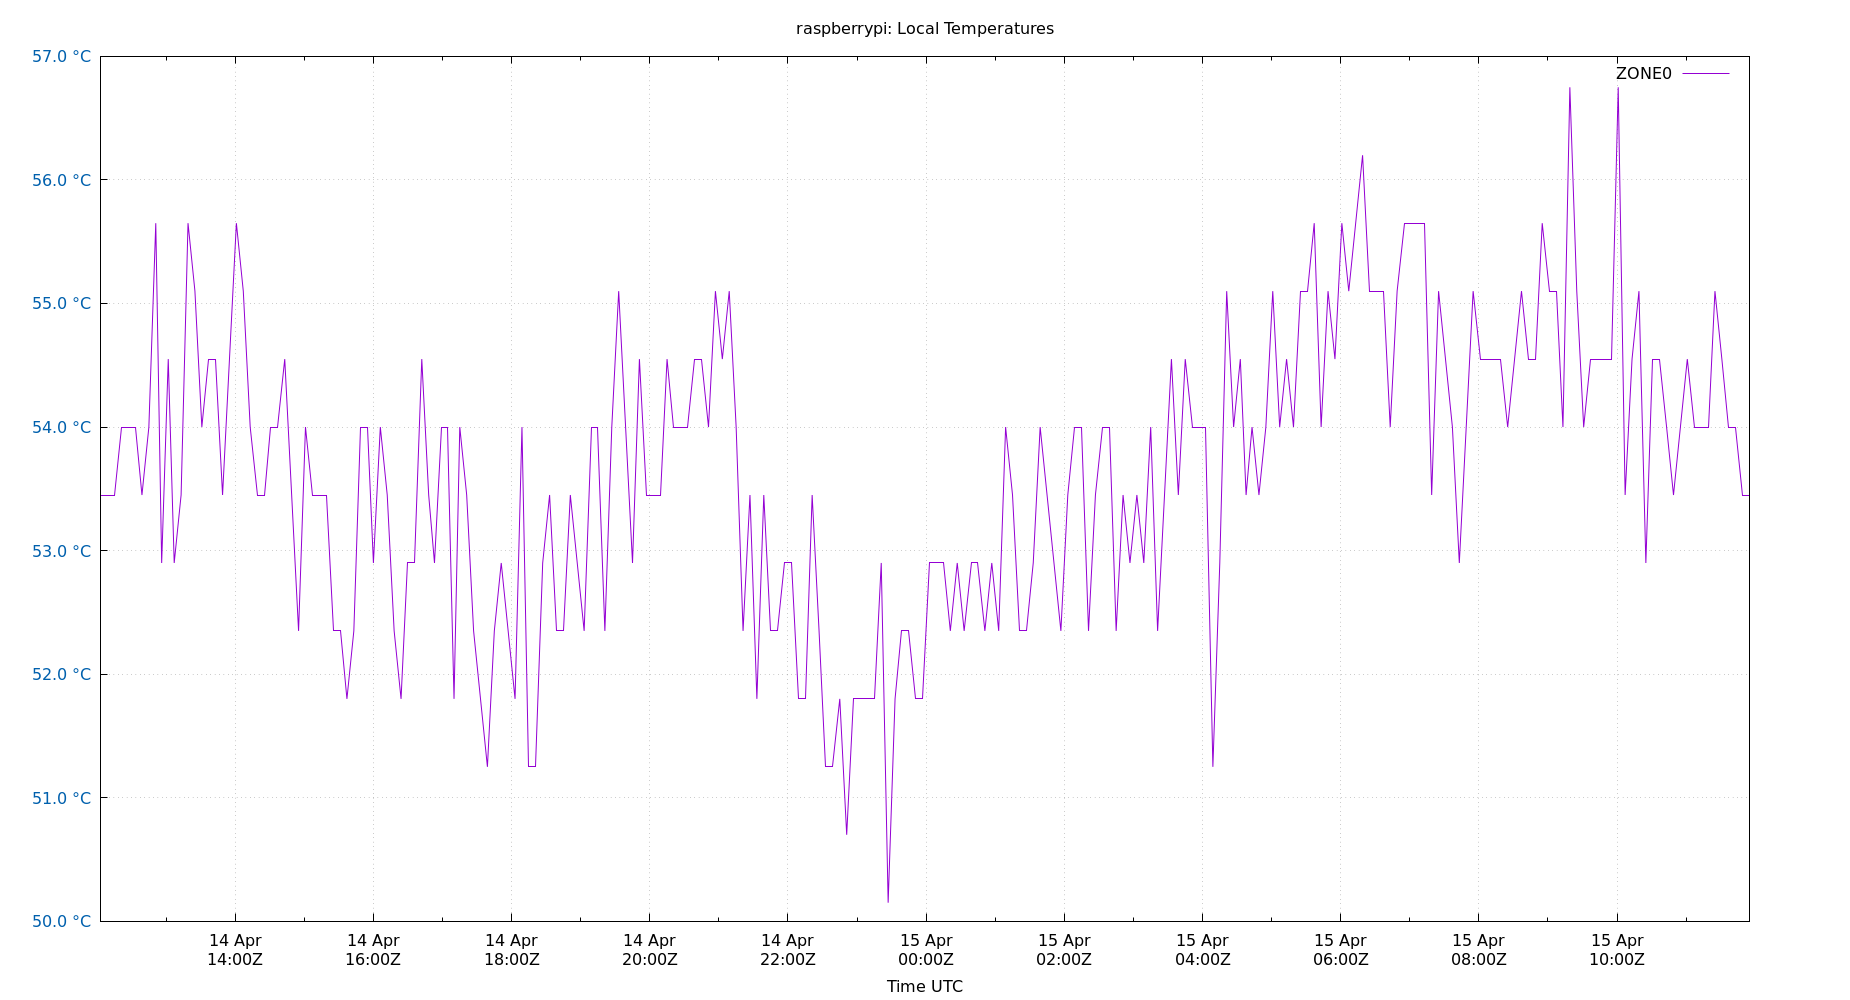 raspberrypi: Local Temperatures
57.0 °C
ZONE0
56.0 °C
55.0 °C
54.0 °C
53.0 °C
52.0 °C
51.0 °C
50.0 °C
14 Apr 14 Apr 14 Apr 14 Apr 14 Apr 15 Apr 15 Apr 15 Apr 15 Apr 15 Apr 15 Apr
14:00Z 16:00Z 18:00Z 20:00Z 22:00Z 00:00Z 02:00Z 04:00Z 06:00Z 08:00Z 10:00Z
Time UTC